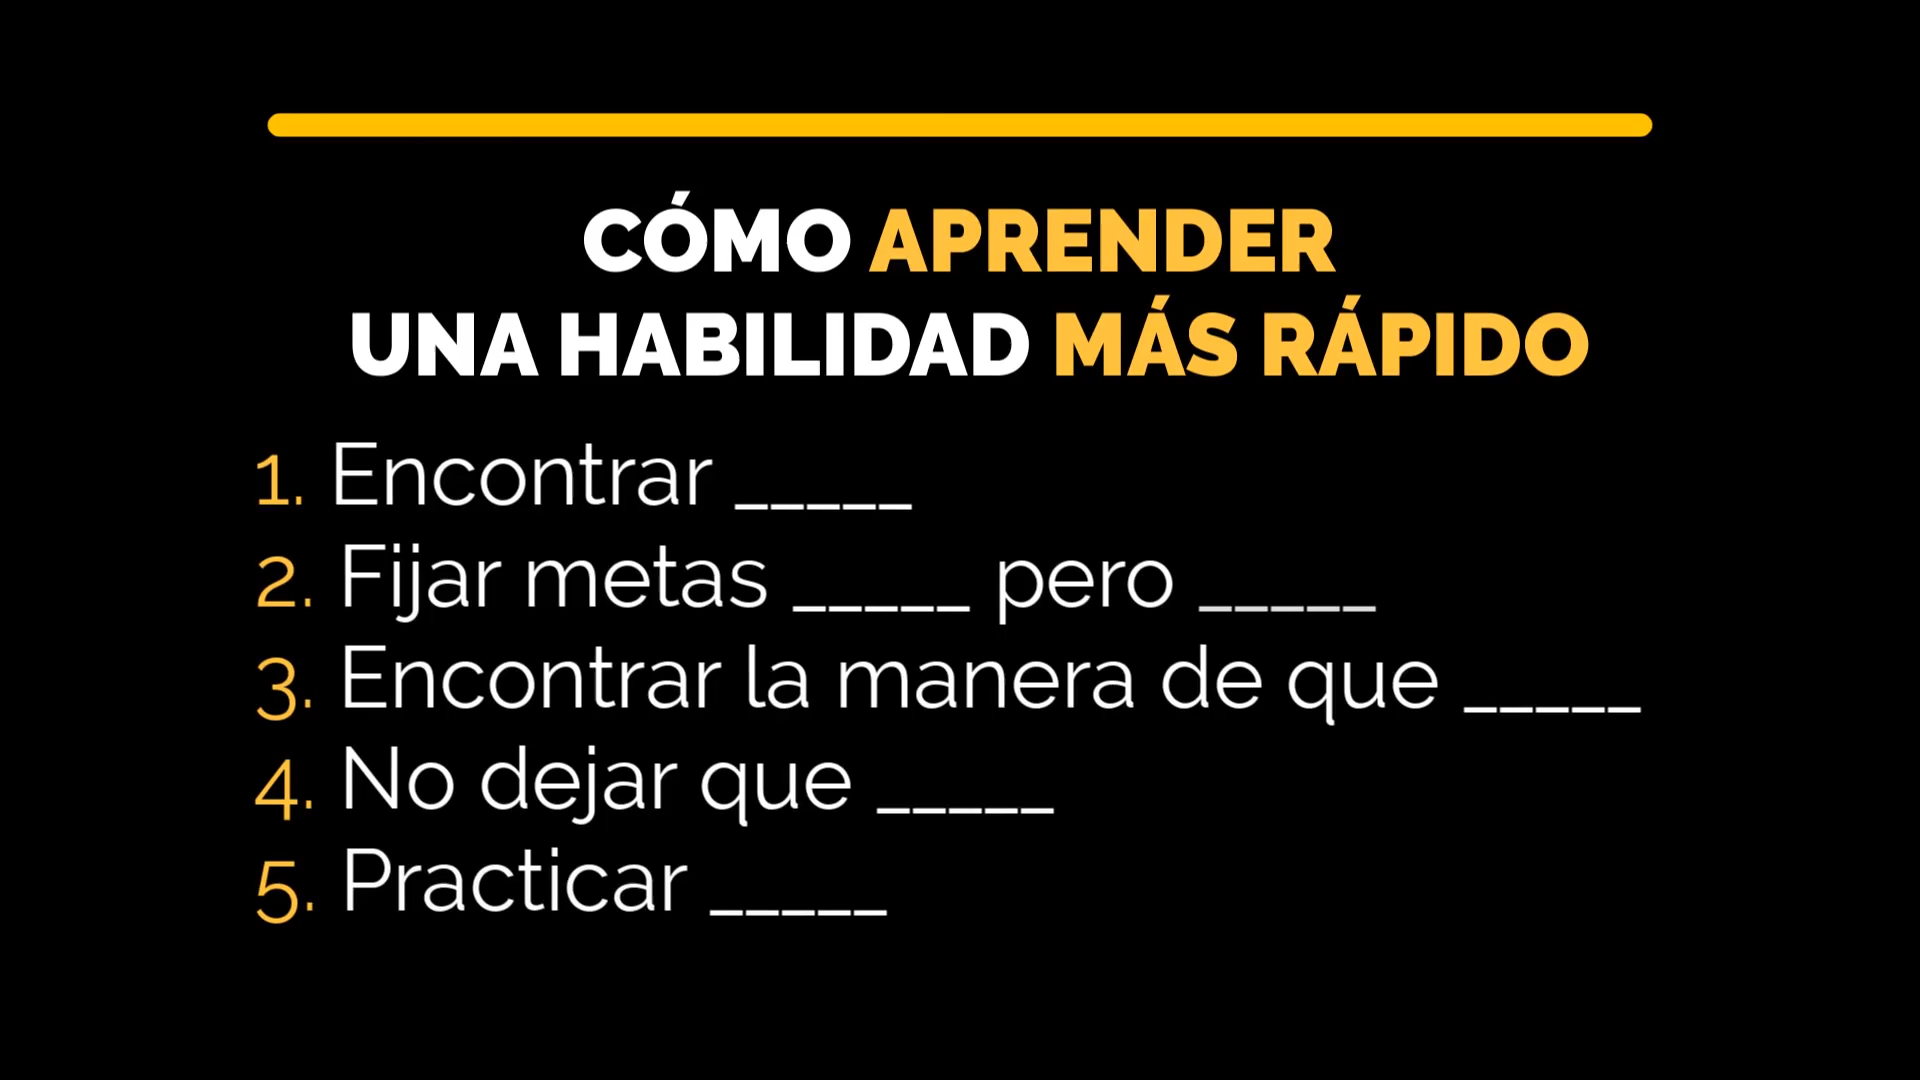 CÓMO APRENDER
UNA HABILIDAD MÁS RÁPIDO
1. Encontrar _____
2. Fijar metas _____ pero _____
3. Encontrar la manera de que _____
4. No dejar que _____
5. Practicar _____